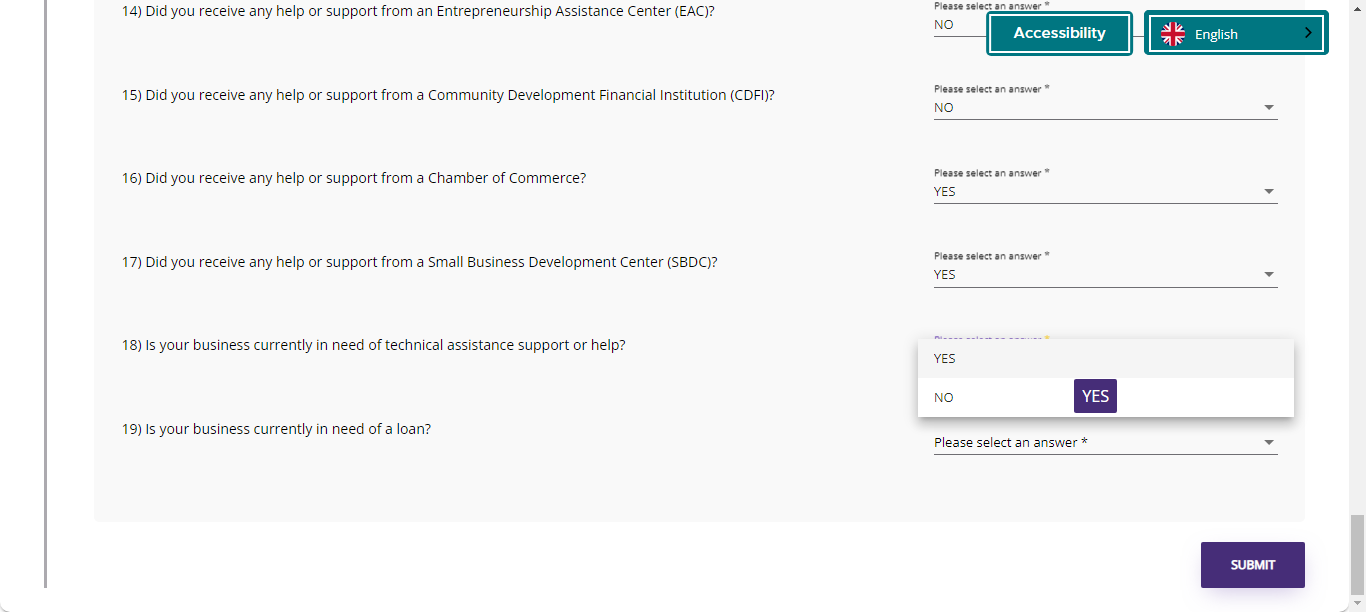 14) Did you receive any help or support from an Entrepreneurship Assistance Center (EAC)?
Please select an answer *
NO
Accessibility
English
15) Did you receive any help or support from a Community Development Financial Institution (CDFI)?
Please select an answer *
NO
16) Did you receive any help or support from a Chamber of Commerce?
Please select an answer *
YES
17) Did you receive any help or support from a Small Business Development Center (SBDC)?
Please select an answer *
YES
18) Is your business currently in need of technical assistance support or help?
Please select an answer *
YES
NO
YES
19) Is your business currently in need of a loan?
Please select an answer *
SUBMIT